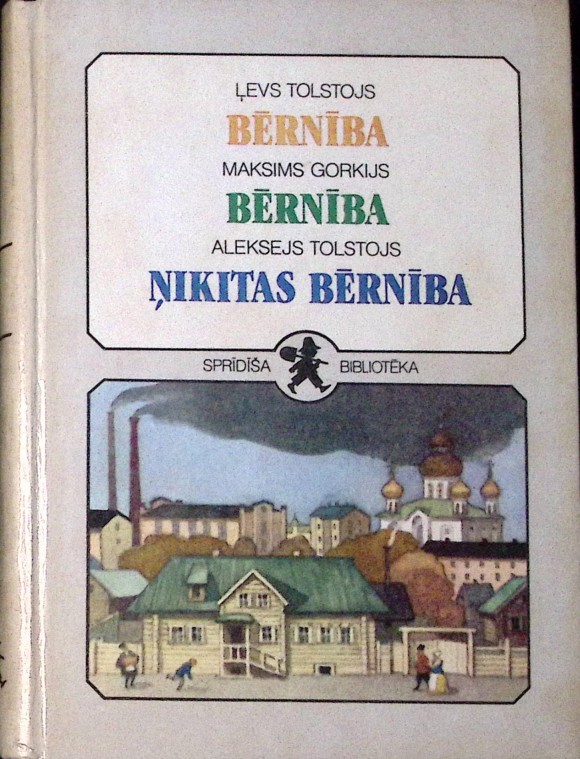 ĻEVS TOLSTOJS
BĒRNĪBA
MAKSIMS GORKIJS
BĒRNĪBA
ALEKSEJS TOLSTOJS
ŅIKITAS BĒRNĪBA
SPRĪDĪŠA BIBLIOTĒKA